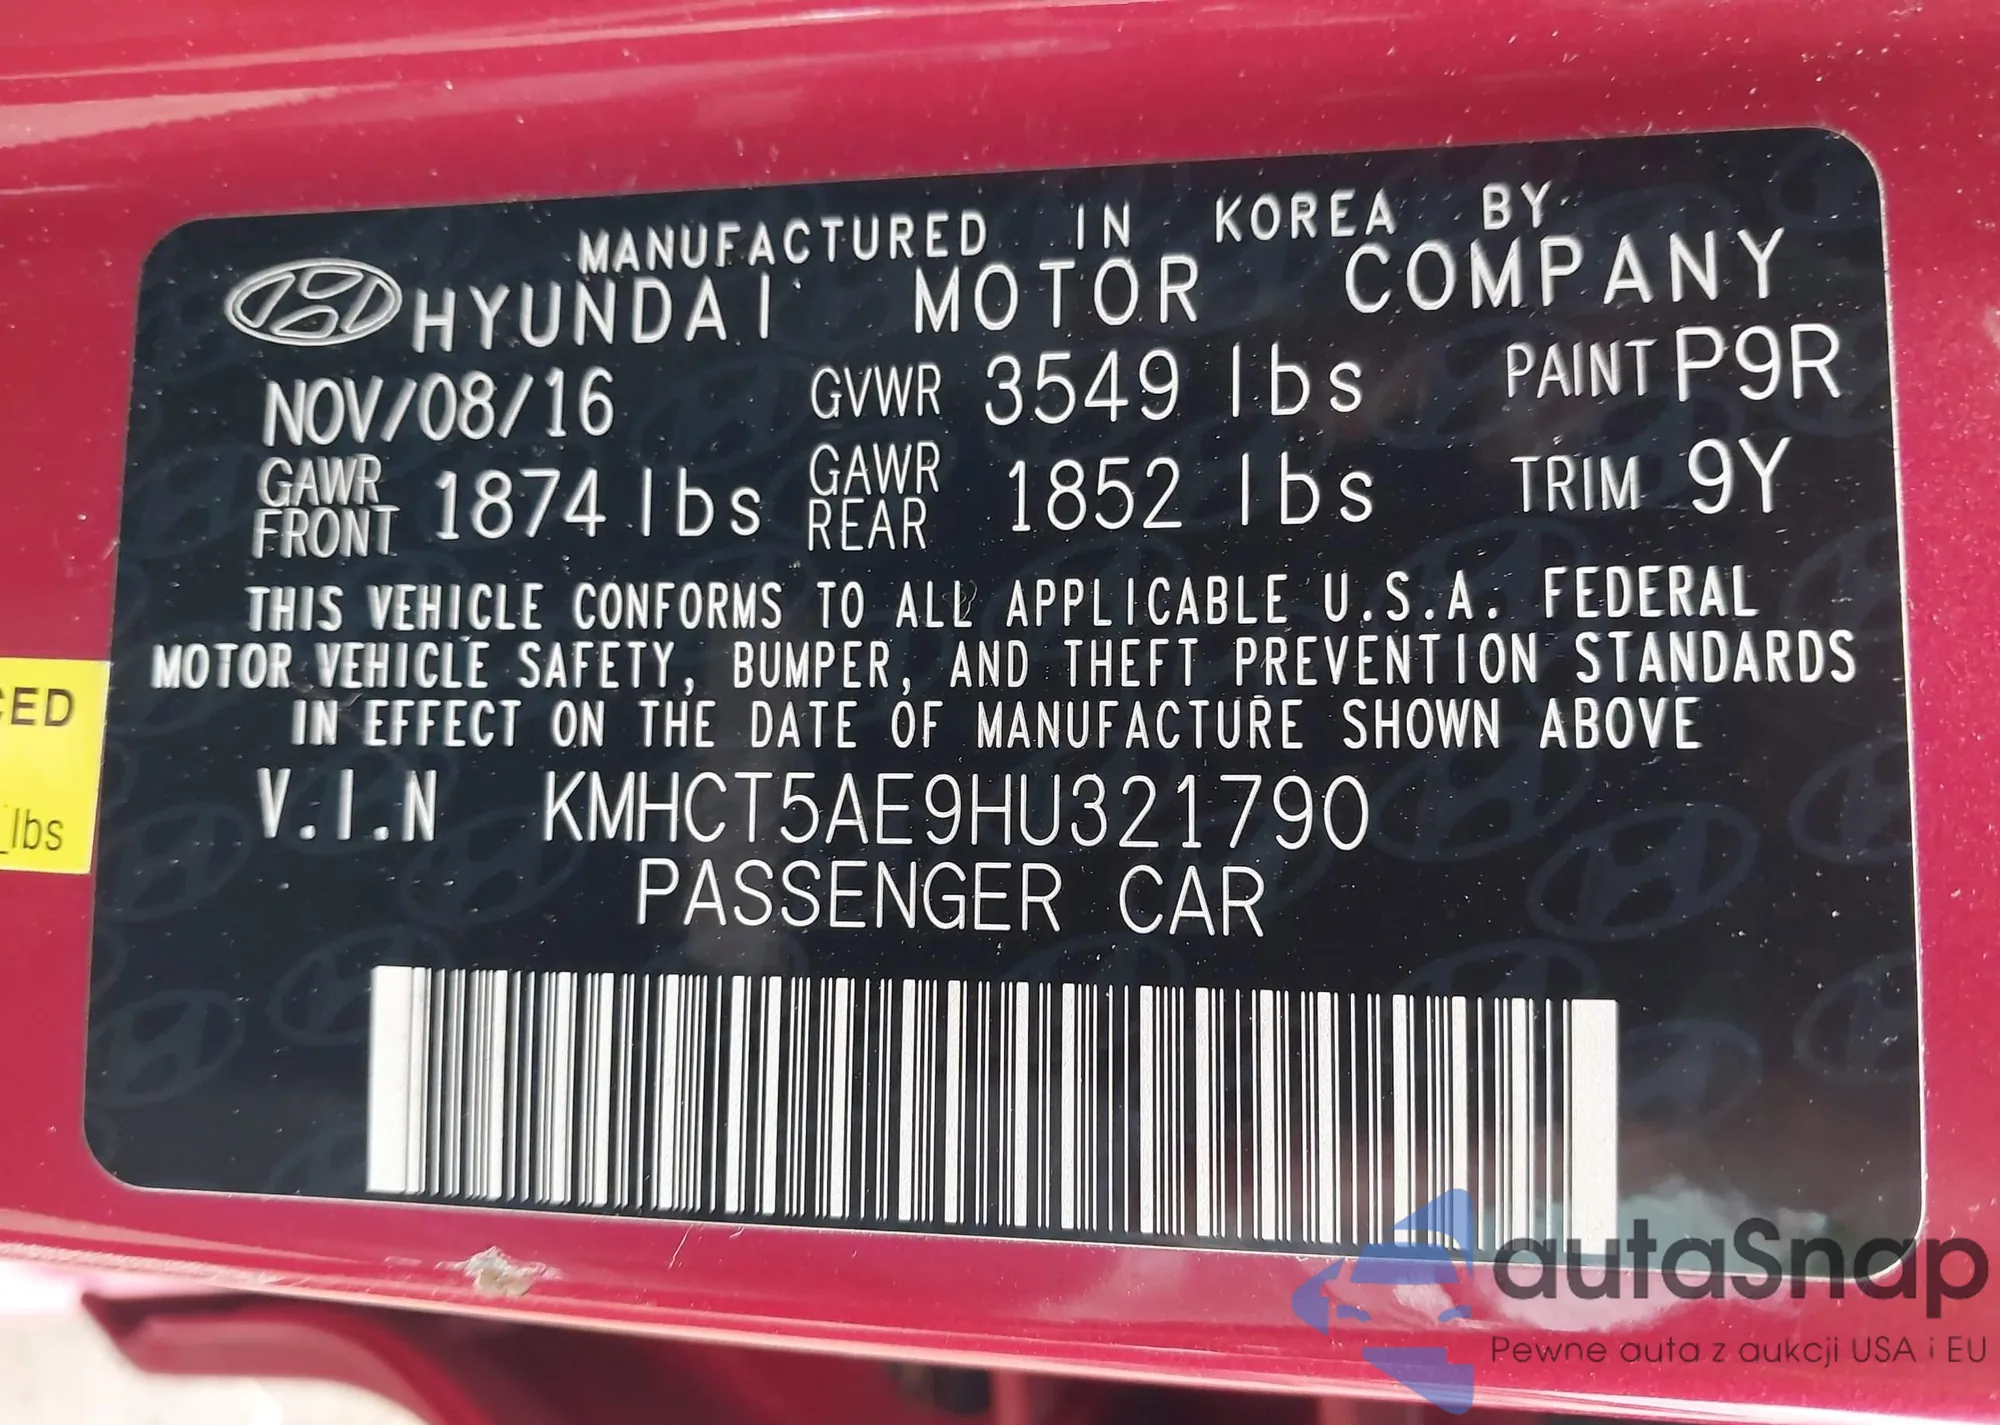 MANUFACTURED IN KOREA BY
HYUNDAI MOTOR COMPANY
NOV/08/16 GVWR 3549 lbs PAINT P9R
GAWR FRONT 1874 lbs GAWR REAR 1852 lbs TRIM 9Y
THIS VEHICLE CONFORMS TO ALL APPLICABLE U.S.A. FEDERAL
MOTOR VEHICLE SAFETY, BUMPER, AND THEFT PREVENTION STANDARDS
IN EFFECT ON THE DATE OF MANUFACTURE SHOWN ABOVE
V.I.N KMHCT5AE9HU321790
PASSENGER CAR
CED
lbs
autaSnap
Pewne auta z aukcji USA i EU